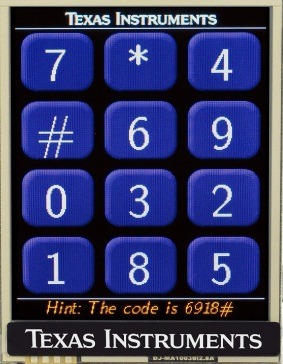 TEXAS INSTRUMENTS
7 * 4
# 6 9
0 3 2
1 8 5
Hint: The code is 6918#
TEXAS INSTRUMENTS